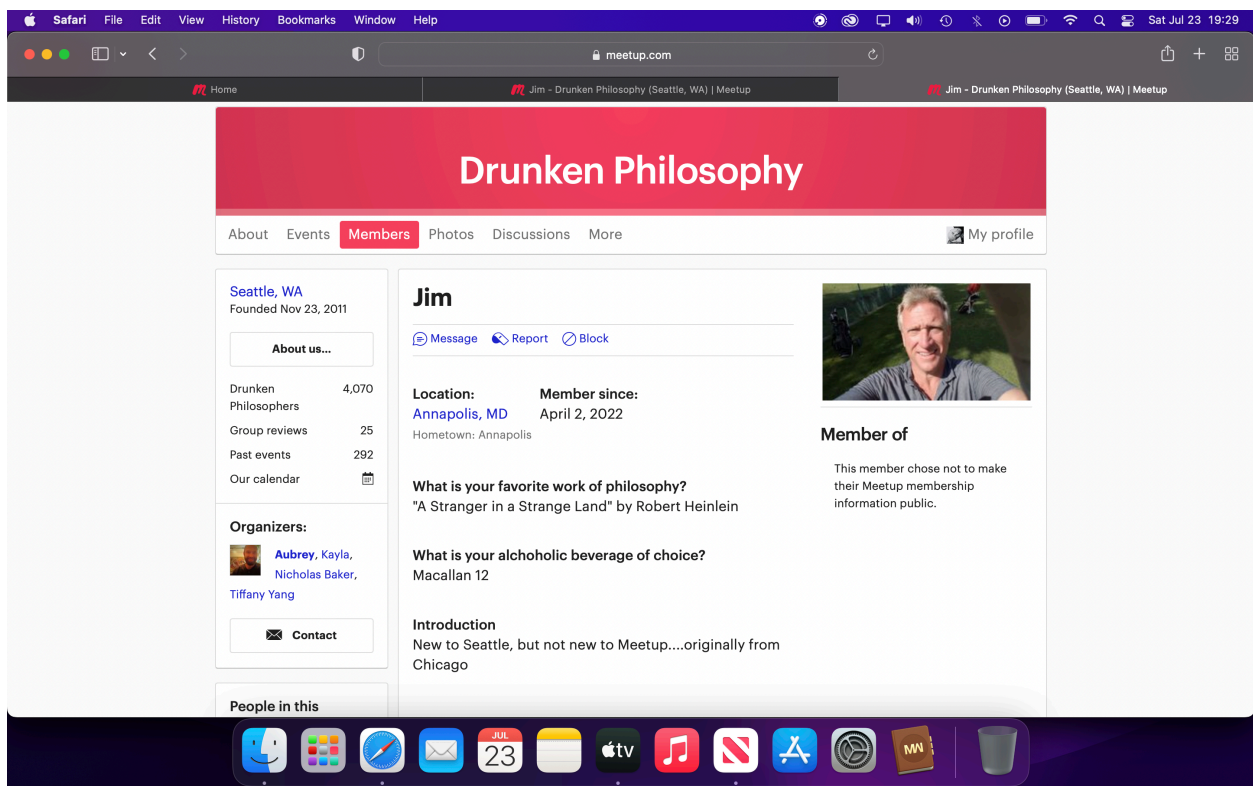 Safari File Edit View History Bookmarks Window Help Sat Jul 23 19:29
meetup.com
Home
Jim - Drunken Philosophy (Seattle, WA) | Meetup
Jim - Drunken Philosophy (Seattle, WA) | Meetup
Drunken Philosophy
About Events Members Photos Discussions More My profile
Seattle, WA
Founded Nov 23, 2011
About us...
Drunken 4,070
Philosophers
Group reviews 25
Past events 292
Our calendar
Organizers:
Aubrey, Kayla,
Nicholas Baker,
Tiffany Yang
Contact
People in this
Jim
Message Report Block
Location: Member since:
Annapolis, MD April 2, 2022
Hometown: Annapolis
What is your favorite work of philosophy?
"A Stranger in a Strange Land" by Robert Heinlein
What is your alchoholic beverage of choice?
Macallan 12
Introduction
New to Seattle, but not new to Meetup....originally from
Chicago
Member of
This member chose not to make
their Meetup membership
information public.
JUL
23
tv
MW